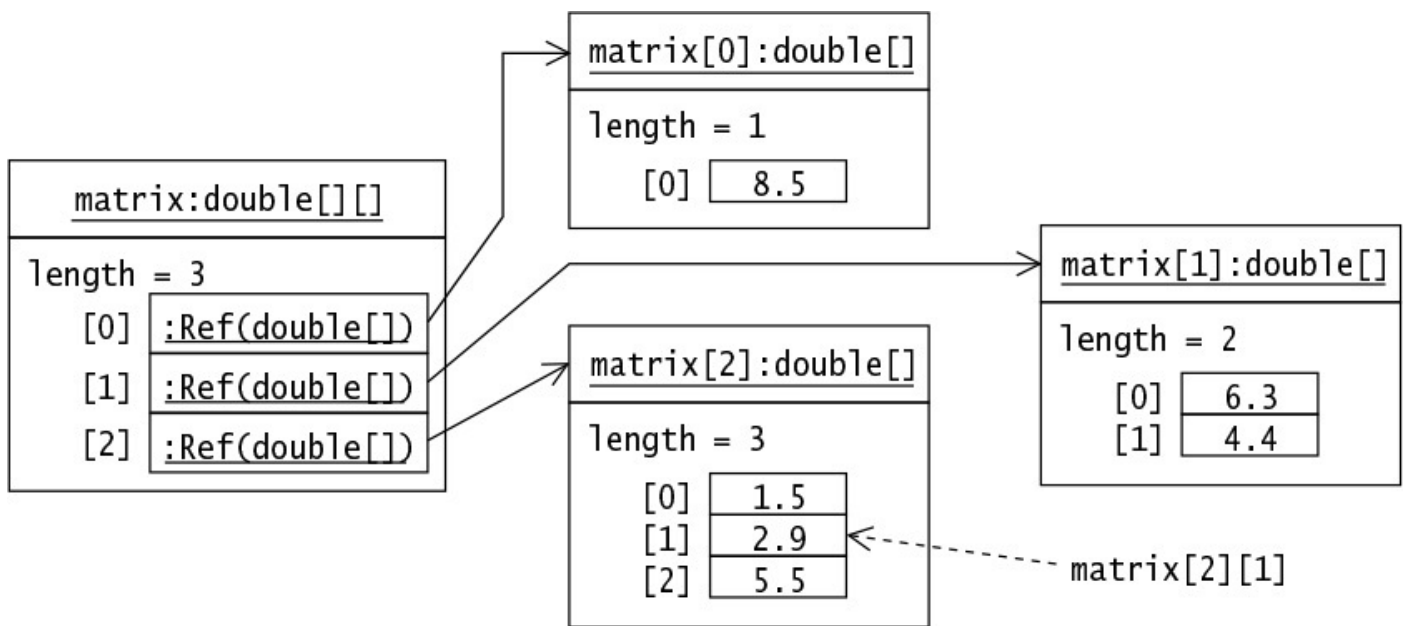 matrix[0]:double[]
length = 1
[0] 8.5
matrix:double[][]
length = 3
[0] :Ref(double[])
[1] :Ref(double[])
[2] :Ref(double[])
matrix[1]:double[]
length = 2
[0] 6.3
[1] 4.4
matrix[2]:double[]
length = 3
[0] 1.5
[1] 2.9
[2] 5.5
matrix[2][1]